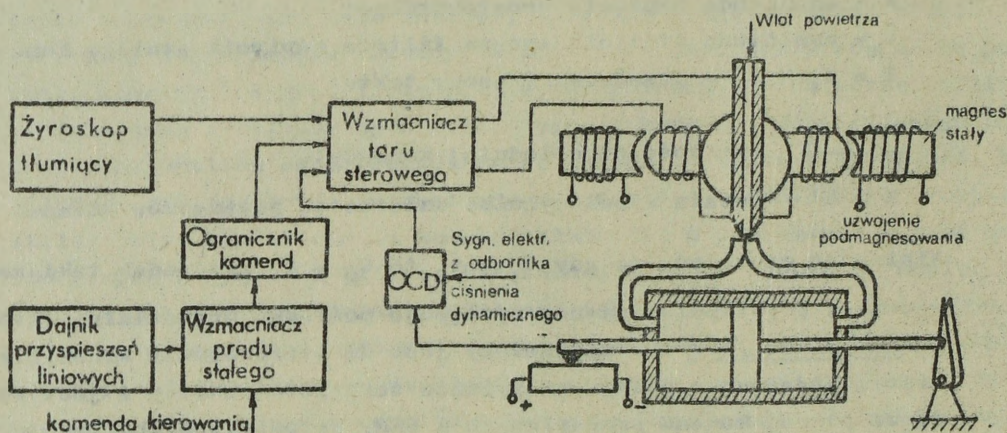 Wlot powietrza
Żyroskop
tłumiący
Wzmacniacz
toru
sterowego
magnes
stały
uzwojenie
podmagnesowania
Ogranicznik
komend
OCD
Sygn. elektr.
z odbiornika
ciśnienia
dynamicznego
Dajnik
przyspieszeń
liniowych
Wzmacniacz
prądu
stałego
komenda kierowania
+
-